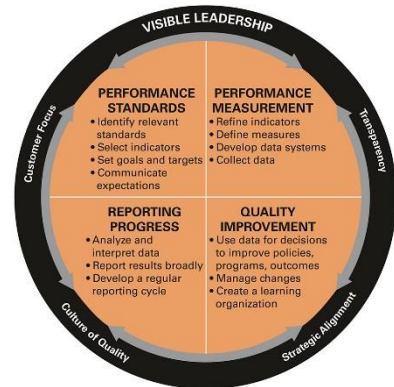 VISIBLE LEADERSHIP
Customer Focus
Transparency
PERFORMANCE
STANDARDS
• Identify relevant
standards
• Select indicators
• Set goals and targets
• Communicate
expectations
PERFORMANCE
MEASUREMENT
• Refine indicators
• Define measures
• Develop data systems
• Collect data
REPORTING
PROGRESS
• Analyze and
interpret data
• Report results broadly
• Develop a regular
reporting cycle
QUALITY
IMPROVEMENT
• Use data for decisions
to improve policies,
programs, outcomes
• Manage changes
• Create a learning
organization
Culture of Quality
Strategic Alignment